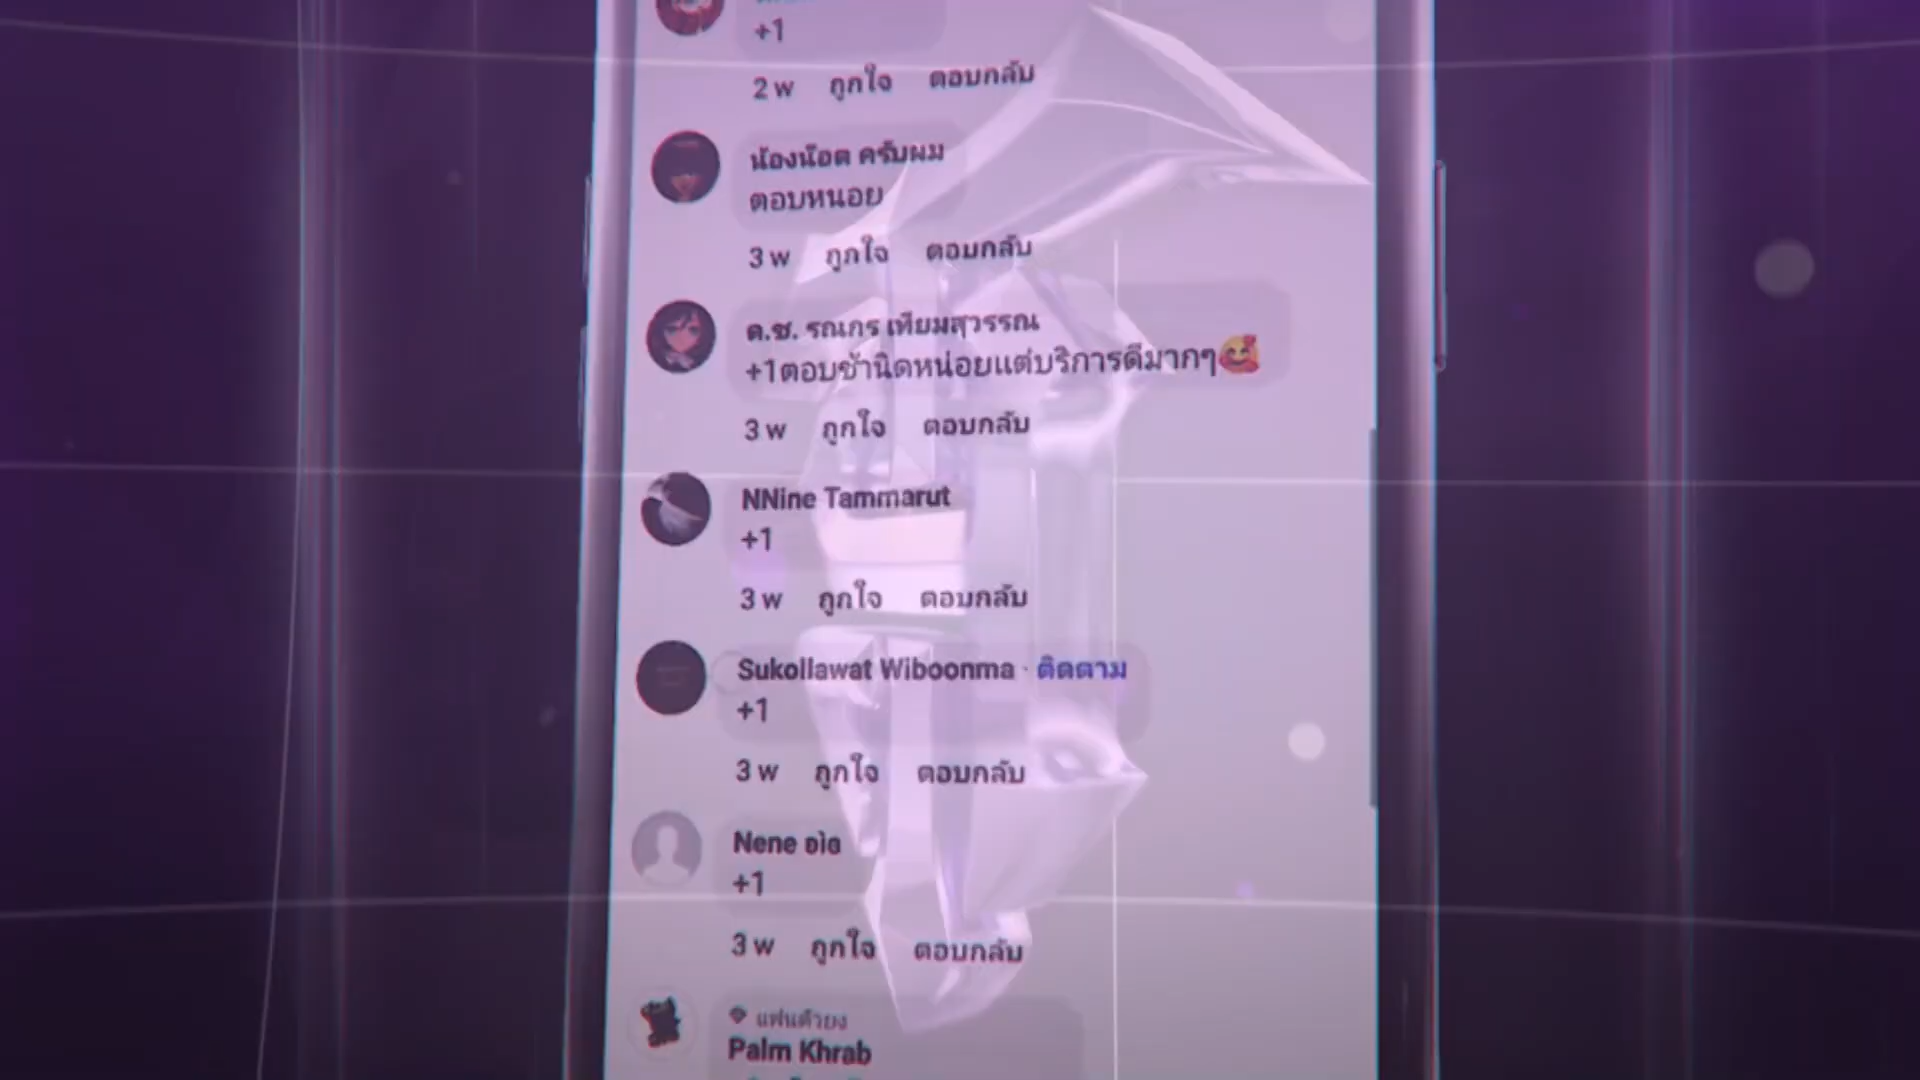 +1
2 w ถูกใจ ตอบกลับ
น้องน๊อต ครับผม
ตอบหนอย
3 w ถูกใจ ตอบกลับ
ด.ช. รณกร เทียมสุวรรณ
+1ตอบช้านิดหน่อยแต่บริการดีมากๆ🥰
3 w ถูกใจ ตอบกลับ
NNine Tammarut
+1
3 w ถูกใจ ตอบกลับ
Sukollawat Wiboonma · ติดตาม
+1
3 w ถูกใจ ตอบกลับ
Nene อโอ
+1
3 w ถูกใจ ตอบกลับ
แฟนตัวยง
Palm Khrab